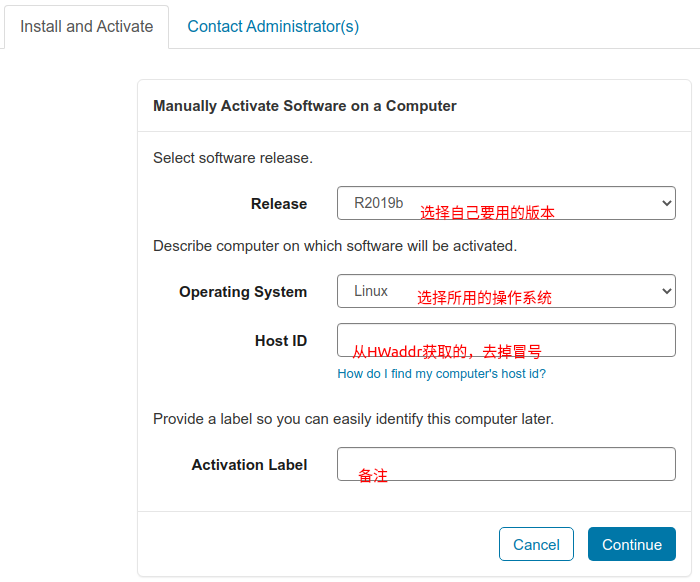 Install and Activate
Contact Administrator(s)
Manually Activate Software on a Computer
Select software release.
Release
R2019b
选择自己要用的版本
Describe computer on which software will be activated.
Operating System
Linux
选择所用的操作系统
Host ID
从HWaddr获取的，去掉冒号
How do I find my computer's host id?
Provide a label so you can easily identify this computer later.
Activation Label
备注
Cancel
Continue